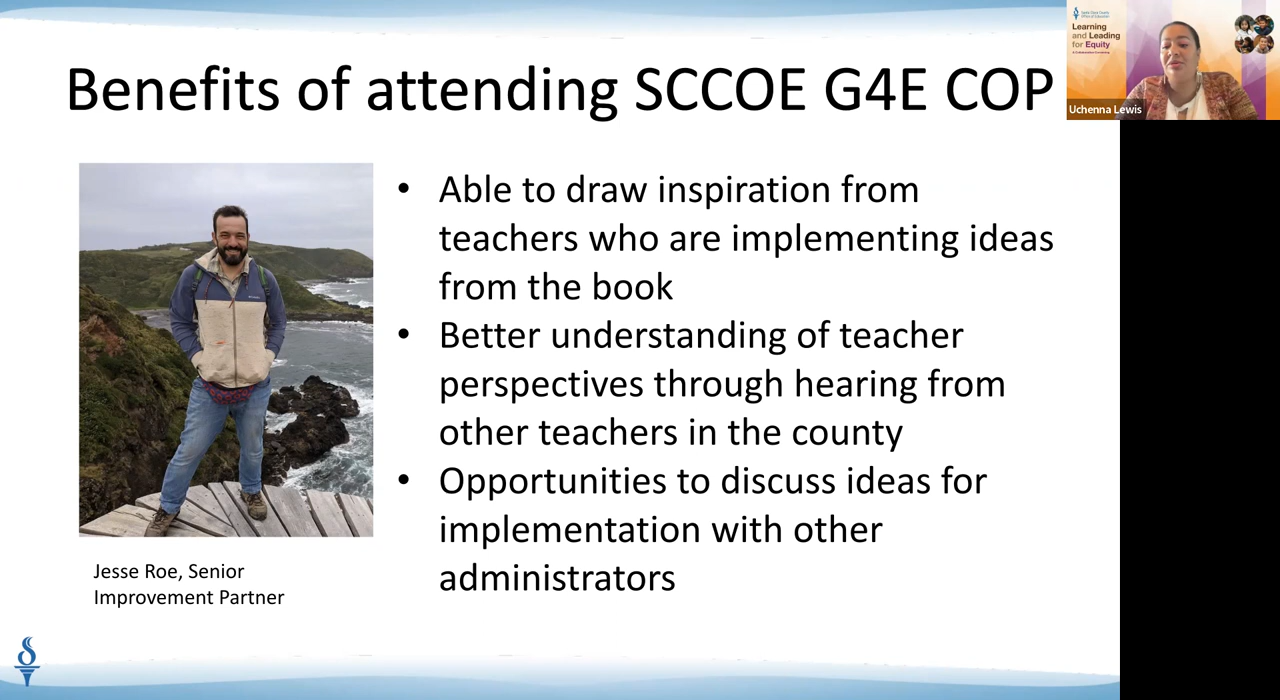 Benefits of attending SCCOE G4E COP
• Able to draw inspiration from
teachers who are implementing ideas
from the book
• Better understanding of teacher
perspectives through hearing from
other teachers in the county
• Opportunities to discuss ideas for
implementation with other
administrators
Jesse Roe, Senior
Improvement Partner
Learning
and Leading
for Equity
Uchenna Lewis